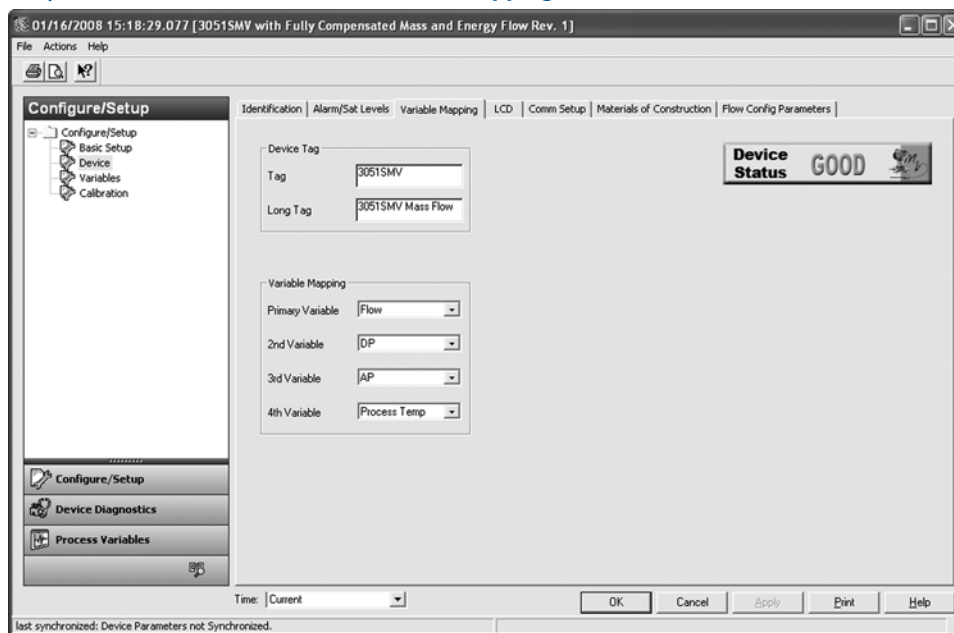 01/16/2008 15:18:29.077 [3051SMV with Fully Compensated Mass and Energy Flow Rev. 1]
File Actions Help
Configure/Setup
Configure/Setup
Basic Setup
Device
Variables
Calibration
Configure/Setup
Device Diagnostics
Process Variables
Identification Alarm/Sat Levels Variable Mapping LCD Comm Setup Materials of Construction Flow Config Parameters
Device Tag
Tag 3051SMV
Long Tag 3051SMV Mass Flow
Device Status GOOD
Variable Mapping
Primary Variable Flow
2nd Variable DP
3rd Variable AP
4th Variable Process Temp
Time: Current
OK Cancel Apply Print Help
last synchronized: Device Parameters not Synchronized.